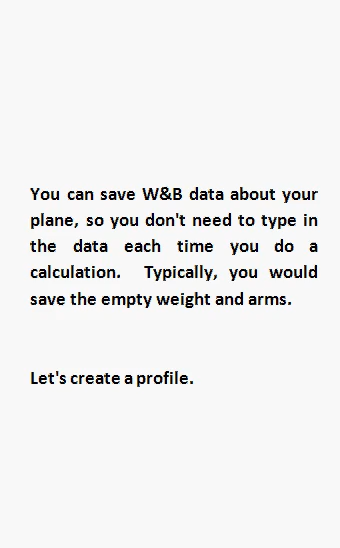 You can save W&B data about your
plane, so you don't need to type in
the data each time you do a
calculation. Typically, you would
save the empty weight and arms.
Let's create a profile.